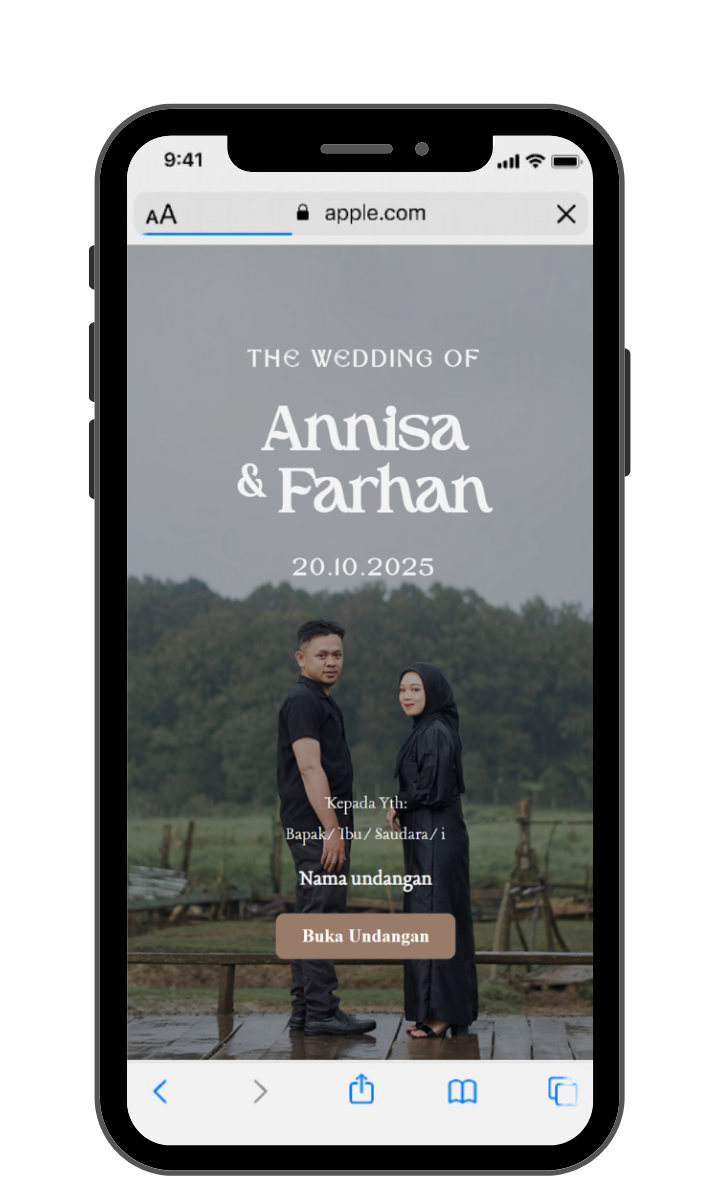 9:41
AA apple.com
THE WEDDING OF
Annisa
& Farhan
20.10.2025
Kepada Yth:
Bapak/ Ibu/ Saudara/ i
Nama undangan
Buka Undangan